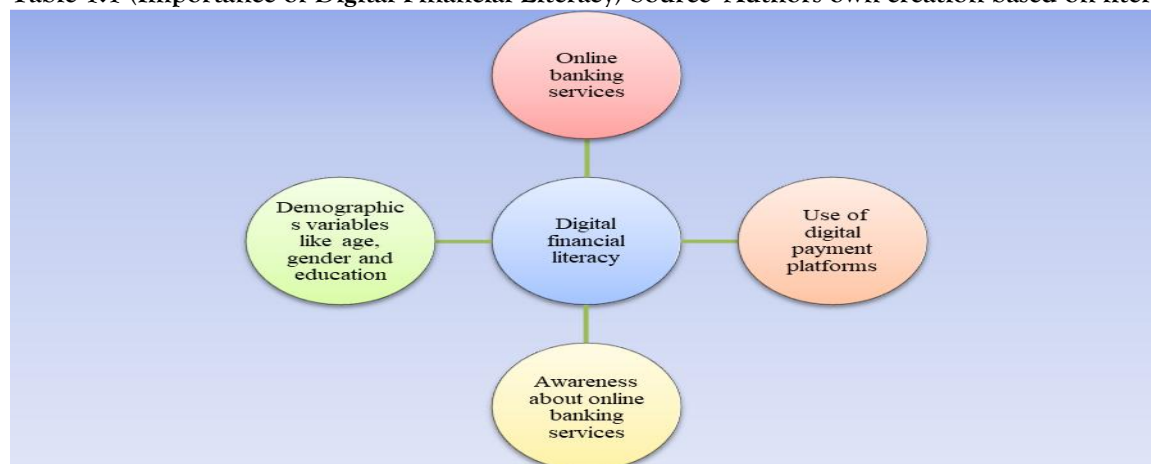 Table 1.1 (Importance of Digital Financial Literacy) Source-Authors own creation based on liter
Online
banking
services
Demographic
s variables
like age,
gender and
education
Digital
financial
literacy
Use of
digital
payment
platforms
Awareness
about online
banking
services